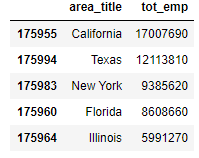 area_title tot_emp
175955 California 17007690
175994 Texas 12113810
175983 New York 9385620
175960 Florida 8608660
175964 Illinois 5991270